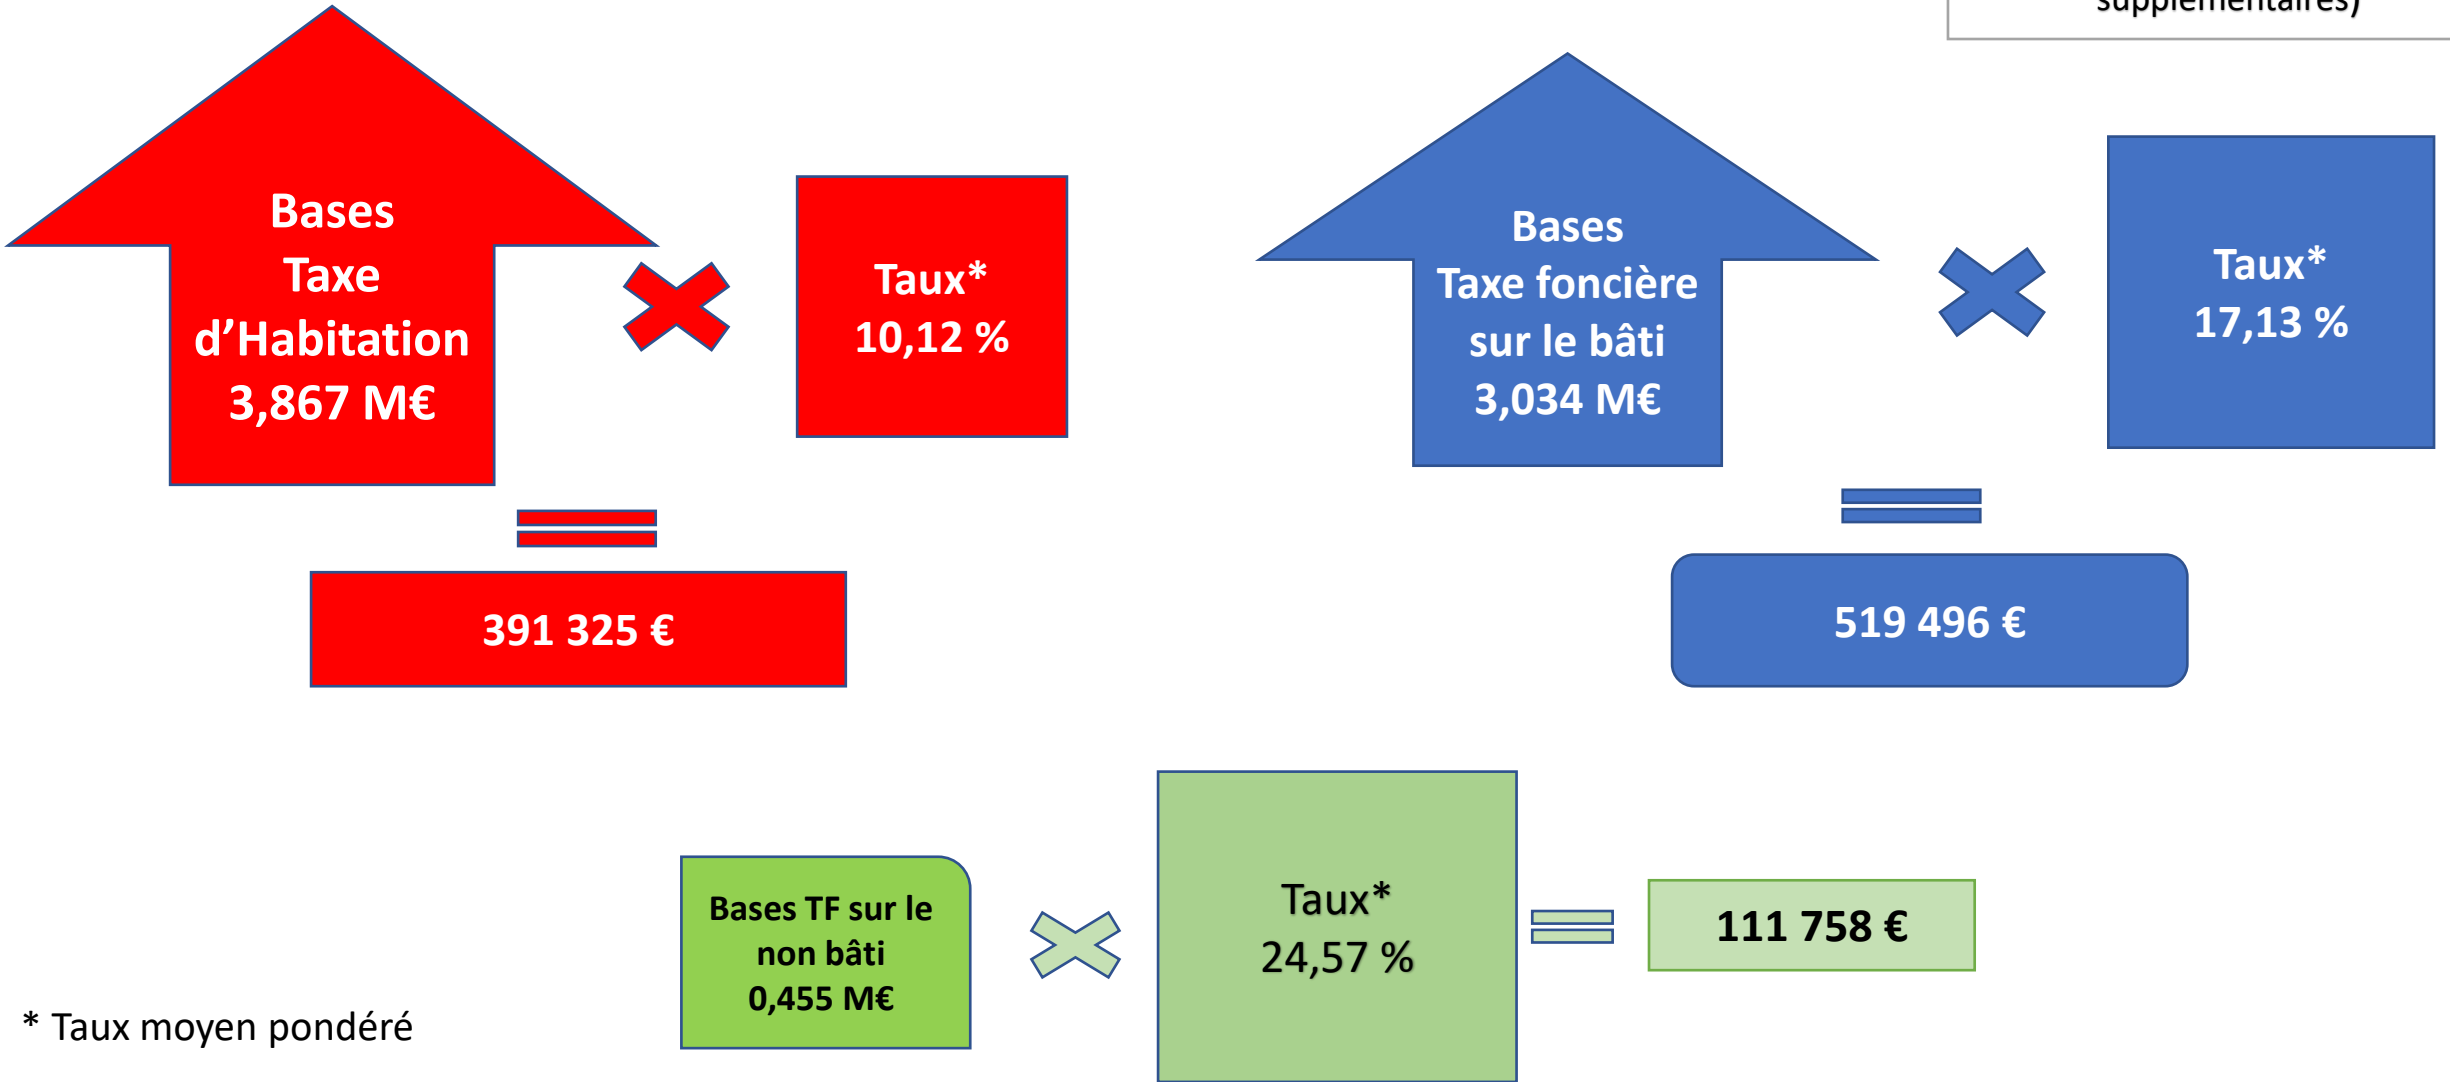 supplémentaires)
Bases
Taxe
d’Habitation
3,867 M€
Taux*
10,12 %
Bases
Taxe foncière
sur le bâti
3,034 M€
Taux*
17,13 %
391 325 €
519 496 €
Bases TF sur le
non bâti
0,455 M€
Taux*
24,57 %
111 758 €
* Taux moyen pondéré